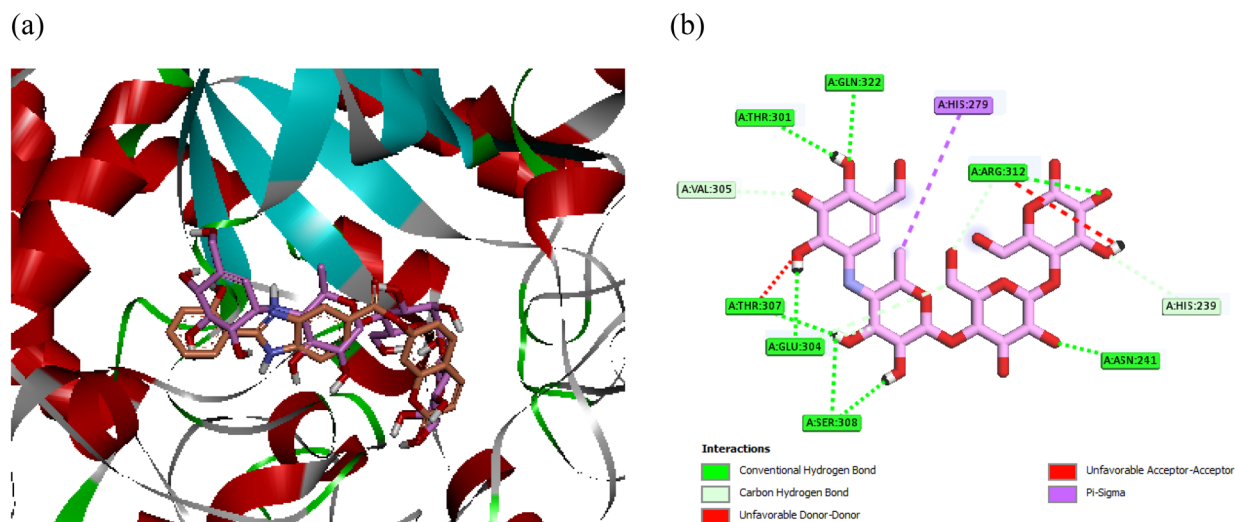 (a)
(b)
A:GLN:322
A:HIS:279
A:THR:301
A:ARG:312
A:VAL:305
A:HIS:239
A:THR:307
A:GLU:304
A:ASN:241
A:SER:308
Interactions
Conventional Hydrogen Bond
Unfavorable Acceptor-Acceptor
Carbon Hydrogen Bond
Pi-Sigma
Unfavorable Donor-Donor